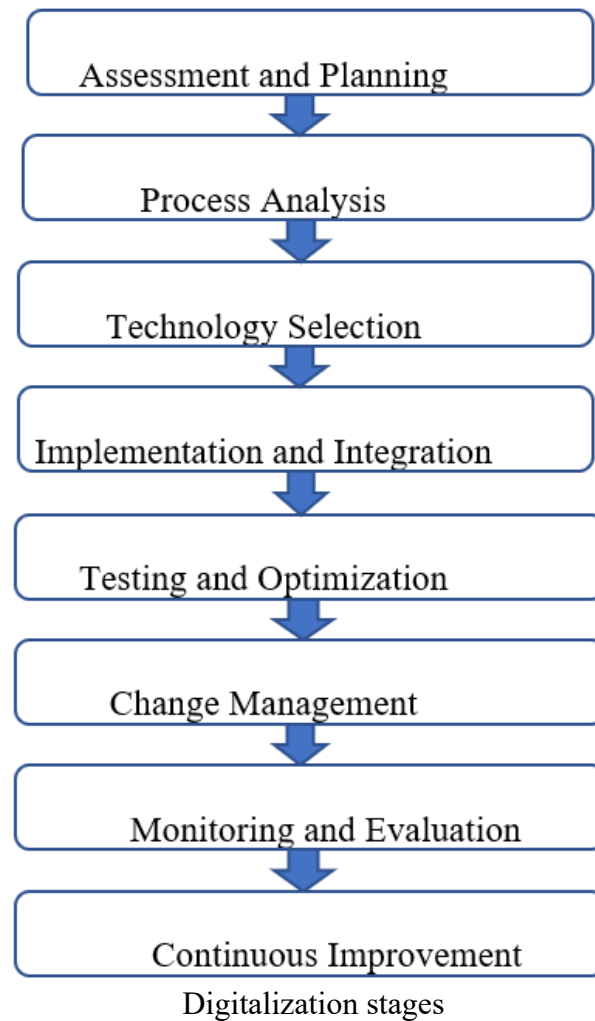 Assessment and Planning
Process Analysis
Technology Selection
Implementation and Integration
Testing and Optimization
Change Management
Monitoring and Evaluation
Continuous Improvement
Digitalization stages